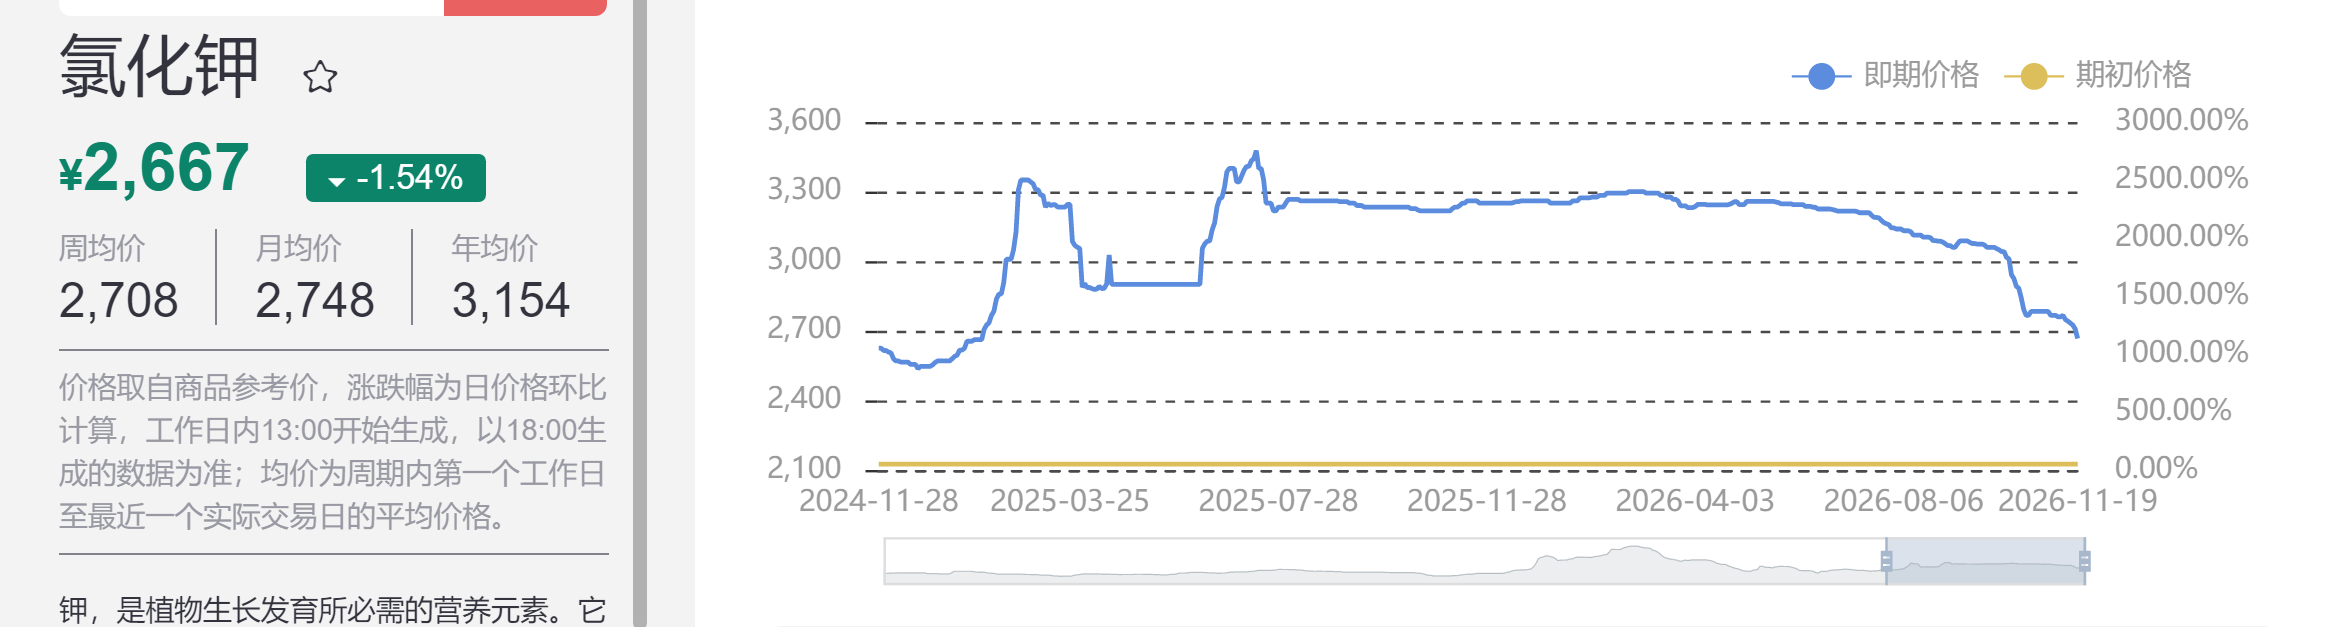 氯化钾
¥2,667 -1.54%
周均价 月均价 年均价
2,708 2,748 3,154
价格取自商品参考价，涨跌幅为日价格环比
计算，工作日内13:00开始生成，以18:00生
成的数据为准；均价为周期内第一个工作日
至最近一个实际交易日的平均价格。
钾，是植物生长发育所必需的营养元素。它
即期价格 期初价格
3,600 3000.00%
3,300 2500.00%
3,000 2000.00%
2,700 1500.00%
2,400 1000.00%
2,100 500.00%
0.00%
2024-11-28 2025-03-25 2025-07-28 2025-11-28 2026-04-03 2026-08-06 2026-11-19